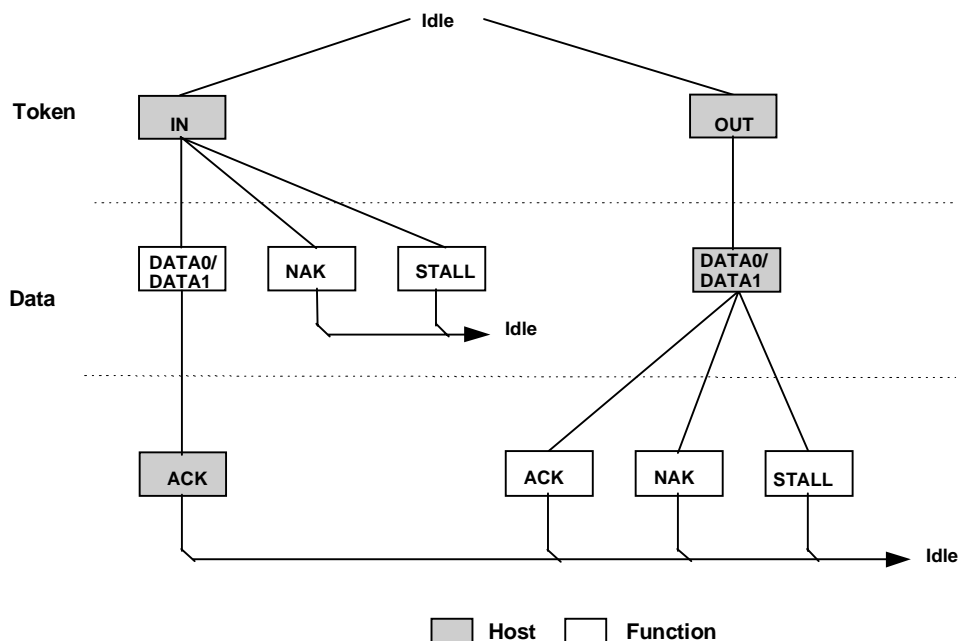 Idle
Token
IN
OUT
DATA0/
DATA1
NAK
STALL
DATA0/
DATA1
Data
Idle
ACK
ACK
NAK
STALL
Idle
Host
Function